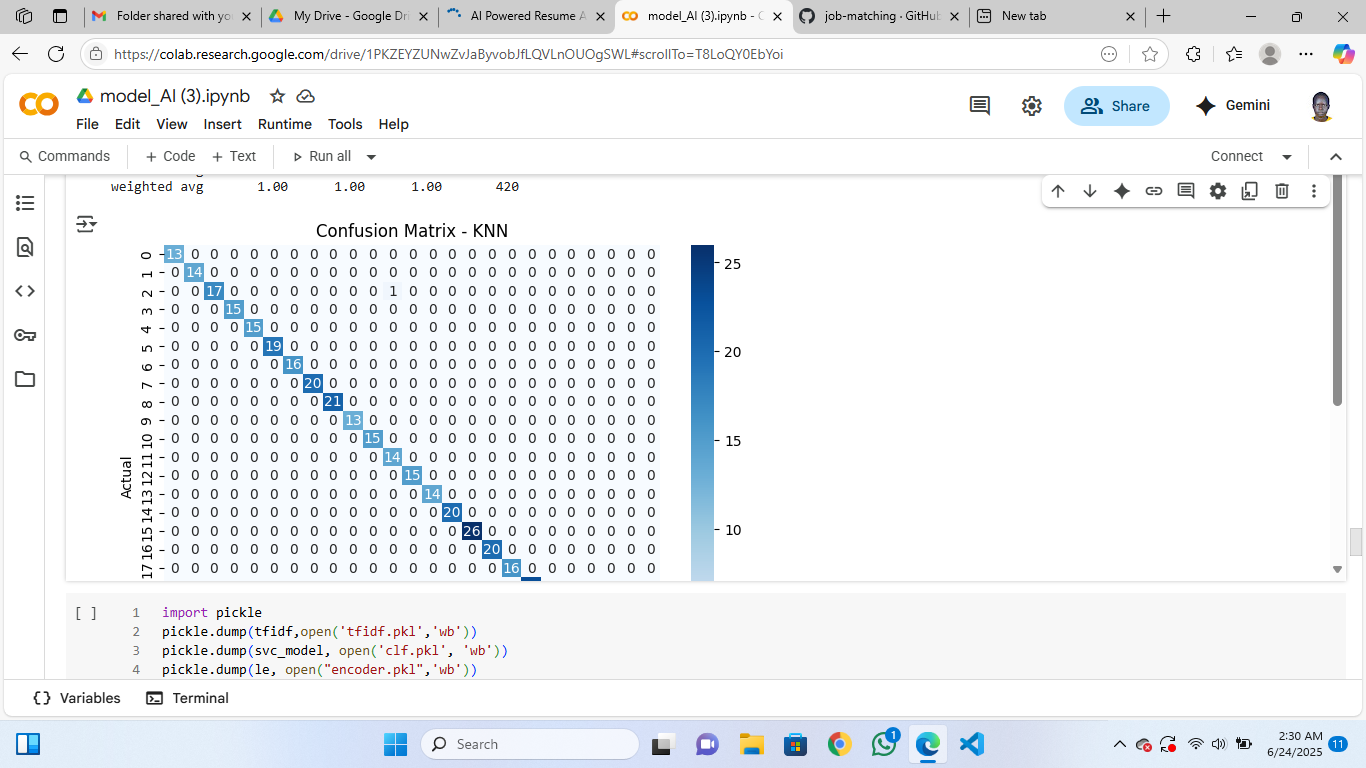 Folder shared with yo
My Drive - Google Dri
AI Powered Resume A
model_AI (3).ipynb - C
job-matching · GitHub
New tab
https://colab.research.google.com/drive/1PKZEYZUNwZvJaByvobJfLQVLnOUOgSWL#scrollTo=T8LoQY0EbYoi
model_AI (3).ipynb
Share
Gemini
File Edit View Insert Runtime Tools Help
Commands + Code + Text Run all Connect
weighted avg 1.00 1.00 1.00 420
Confusion Matrix - KNN
0 13 0 0 0 0 0 0 0 0 0 0 0 0 0 0 0 0 0 0 0 0 0 0 0 0
1 0 14 0 0 0 0 0 0 0 0 0 0 0 0 0 0 0 0 0 0 0 0 0 0 0
2 0 0 17 0 0 0 0 0 0 0 0 1 0 0 0 0 0 0 0 0 0 0 0 0 0
3 0 0 0 15 0 0 0 0 0 0 0 0 0 0 0 0 0 0 0 0 0 0 0 0 0
4 0 0 0 0 15 0 0 0 0 0 0 0 0 0 0 0 0 0 0 0 0 0 0 0 0
5 0 0 0 0 0 19 0 0 0 0 0 0 0 0 0 0 0 0 0 0 0 0 0 0 0
6 0 0 0 0 0 0 16 0 0 0 0 0 0 0 0 0 0 0 0 0 0 0 0 0 0
7 0 0 0 0 0 0 0 20 0 0 0 0 0 0 0 0 0 0 0 0 0 0 0 0 0
8 0 0 0 0 0 0 0 0 21 0 0 0 0 0 0 0 0 0 0 0 0 0 0 0 0
9 0 0 0 0 0 0 0 0 0 13 0 0 0 0 0 0 0 0 0 0 0 0 0 0 0
10 0 0 0 0 0 0 0 0 0 0 15 0 0 0 0 0 0 0 0 0 0 0 0 0 0
11 0 0 0 0 0 0 0 0 0 0 0 14 0 0 0 0 0 0 0 0 0 0 0 0 0
12 0 0 0 0 0 0 0 0 0 0 0 0 15 0 0 0 0 0 0 0 0 0 0 0 0
13 0 0 0 0 0 0 0 0 0 0 0 0 0 14 0 0 0 0 0 0 0 0 0 0 0
14 0 0 0 0 0 0 0 0 0 0 0 0 0 0 20 0 0 0 0 0 0 0 0 0 0
15 0 0 0 0 0 0 0 0 0 0 0 0 0 0 0 26 0 0 0 0 0 0 0 0 0
16 0 0 0 0 0 0 0 0 0 0 0 0 0 0 0 0 20 0 0 0 0 0 0 0 0
17 0 0 0 0 0 0 0 0 0 0 0 0 0 0 0 0 0 16 0 0 0 0 0 0 0
Actual
25
20
15
10
[ ] 1 import pickle
2 pickle.dump(tfidf,open('tfidf.pkl','wb'))
3 pickle.dump(svc_model, open('clf.pkl', 'wb'))
4 pickle.dump(le, open("encoder.pkl",'wb'))
Variables Terminal
Search
1
2:30 AM
6/24/2025
11